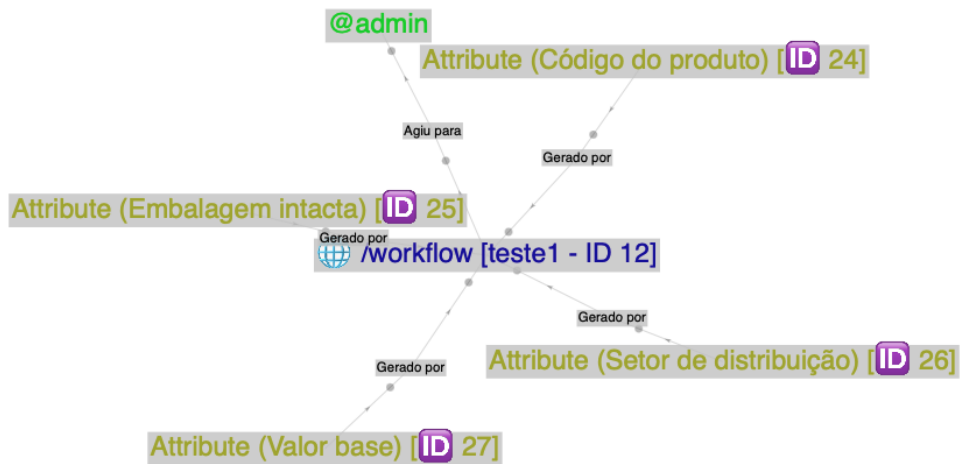 @admin
Attribute (Código do produto) [🆔 24]
Agiu para
Gerado por
Attribute (Embalagem intacta) [🆔 25]
Gerado por
🌐 /workflow [teste1 - ID 12]
Gerado por
Attribute (Setor de distribuição) [🆔 26]
Gerado por
Attribute (Valor base) [🆔 27]